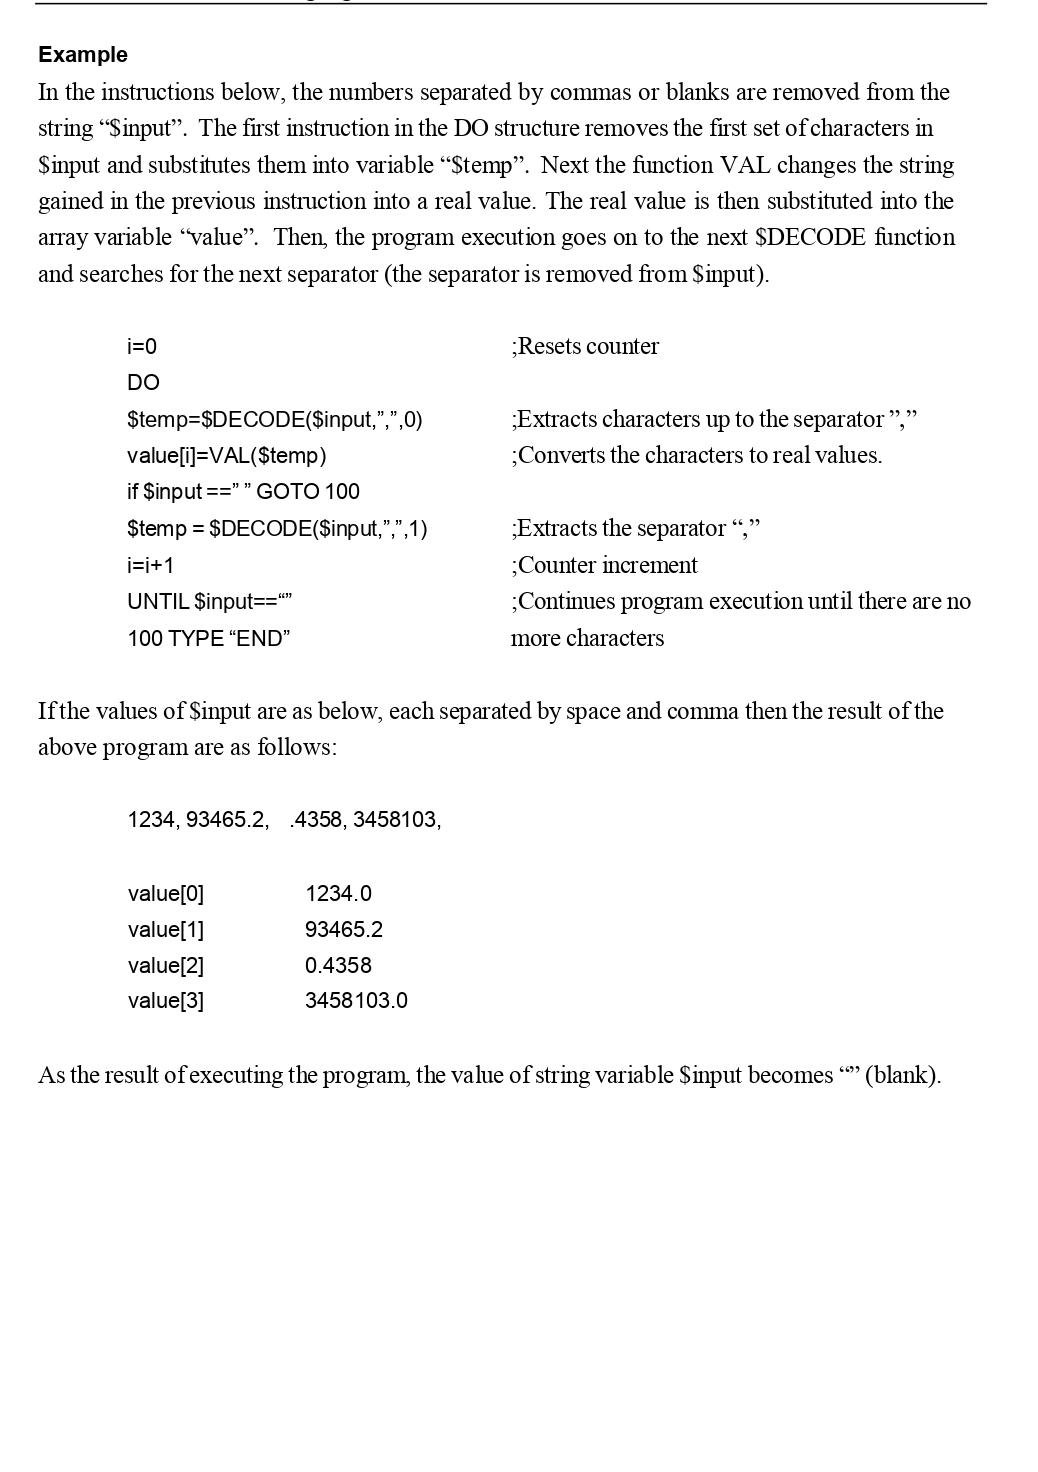 Example
In the instructions below, the numbers separated by commas or blanks are removed from the
string “$input”. The first instruction in the DO structure removes the first set of characters in
$input and substitutes them into variable “$temp”. Next the function VAL changes the string
gained in the previous instruction into a real value. The real value is then substituted into the
array variable “value”. Then, the program execution goes on to the next $DECODE function
and searches for the next separator (the separator is removed from $input).
i=0 ;Resets counter
DO
$temp=$DECODE($input,”,”,0) ;Extracts characters up to the separator ”,”
value[i]=VAL($temp) ;Converts the characters to real values.
if $input ==” ” GOTO 100
$temp = $DECODE($input,”,”,1) ;Extracts the separator “,”
i=i+1 ;Counter increment
UNTIL $input==“” ;Continues program execution until there are no
100 TYPE “END” more characters
If the values of $input are as below, each separated by space and comma then the result of the
above program are as follows:
1234, 93465.2, .4358, 3458103,
value[0] 1234.0
value[1] 93465.2
value[2] 0.4358
value[3] 3458103.0
As the result of executing the program, the value of string variable $input becomes “” (blank).